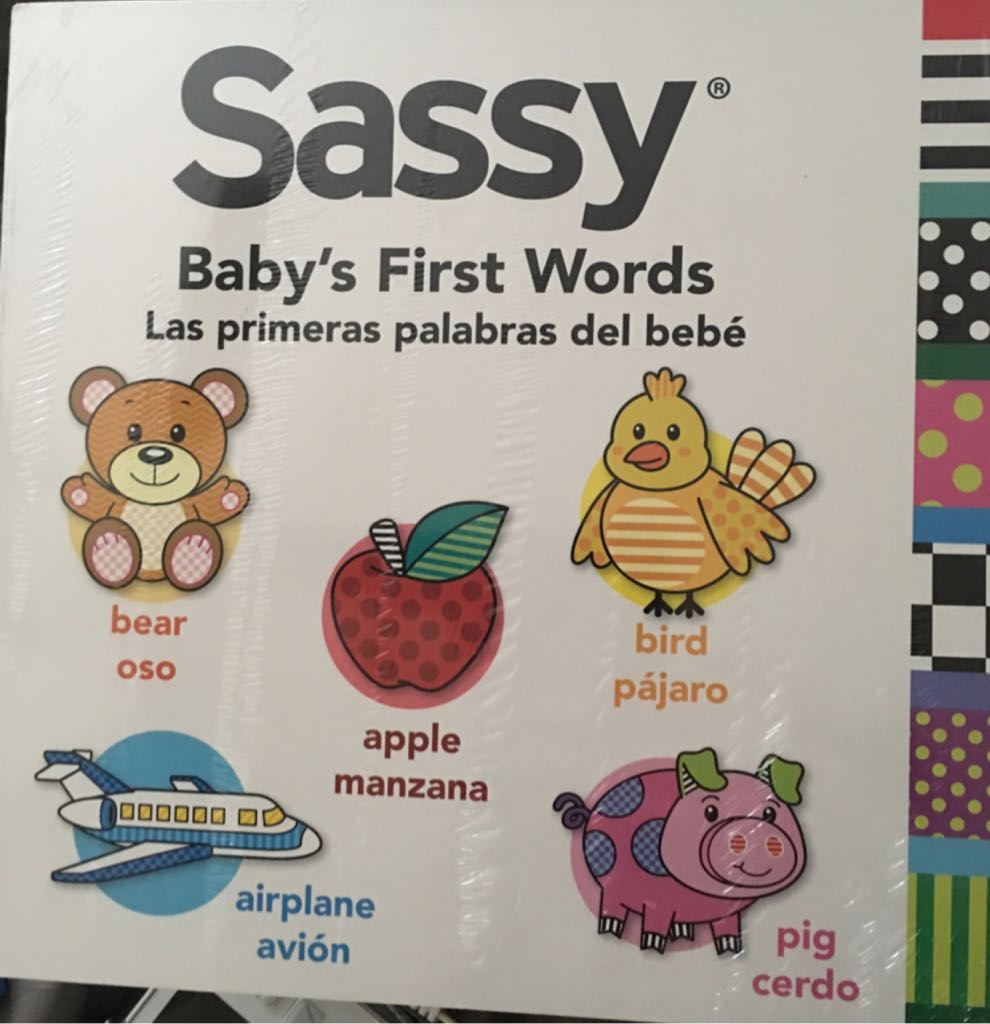 Sassy®
Baby's First Words
Las primeras palabras del bebé
bear
oso
apple
manzana
bird
pájaro
airplane
avión
pig
cerdo